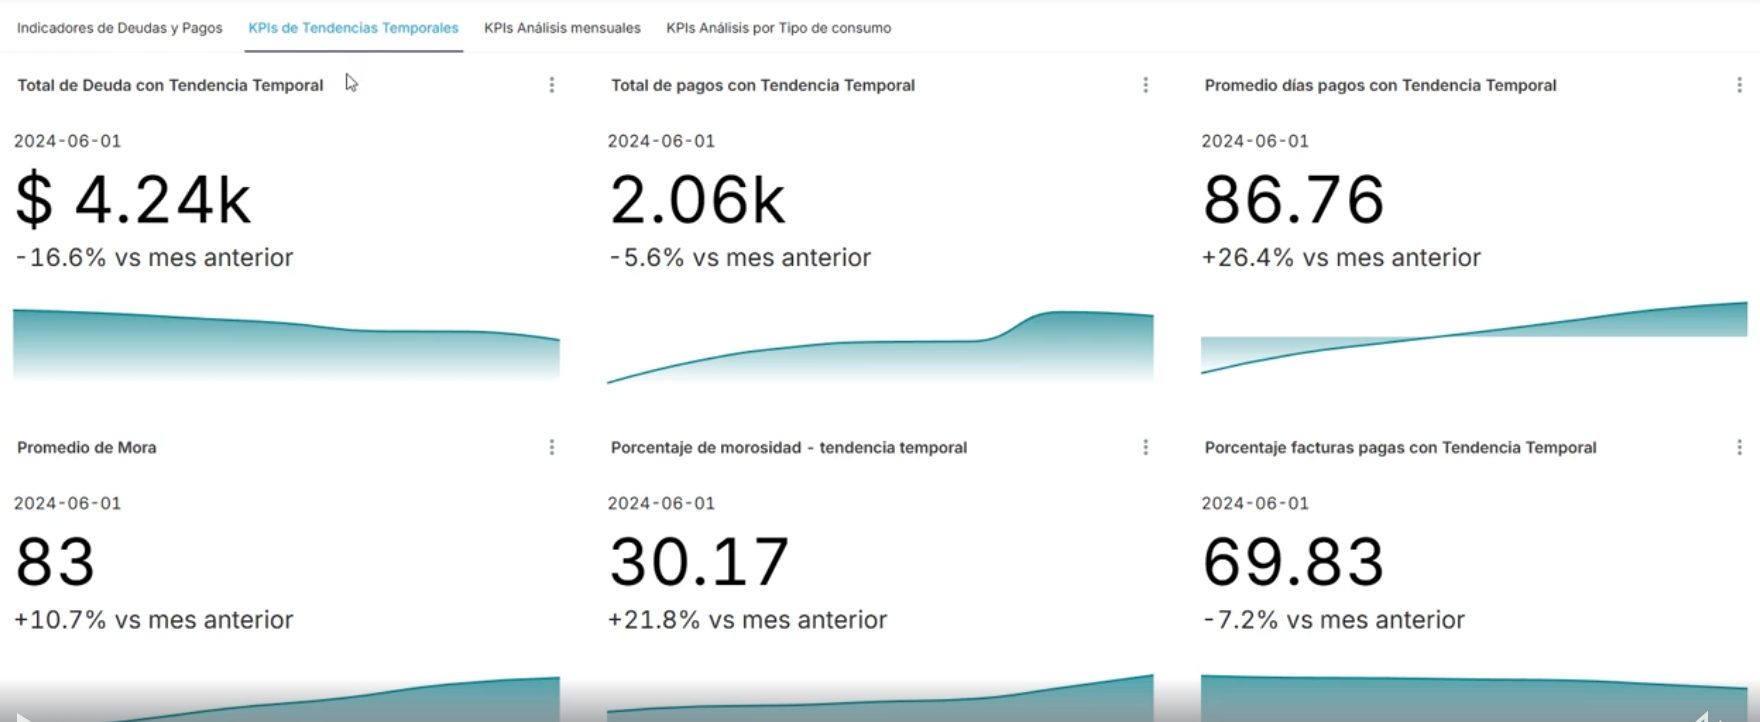 Indicadores de Deudas y Pagos KPIs de Tendencias Temporales KPIs Análisis mensuales KPIs Análisis por Tipo de consumo
Total de Deuda con Tendencia Temporal
2024-06-01
$ 4.24k
-16.6% vs mes anterior
Total de pagos con Tendencia Temporal
2024-06-01
2.06k
-5.6% vs mes anterior
Promedio días pagos con Tendencia Temporal
2024-06-01
86.76
+26.4% vs mes anterior
Promedio de Mora
2024-06-01
83
+10.7% vs mes anterior
Porcentaje de morosidad - tendencia temporal
2024-06-01
30.17
+21.8% vs mes anterior
Porcentaje facturas pagas con Tendencia Temporal
2024-06-01
69.83
-7.2% vs mes anterior